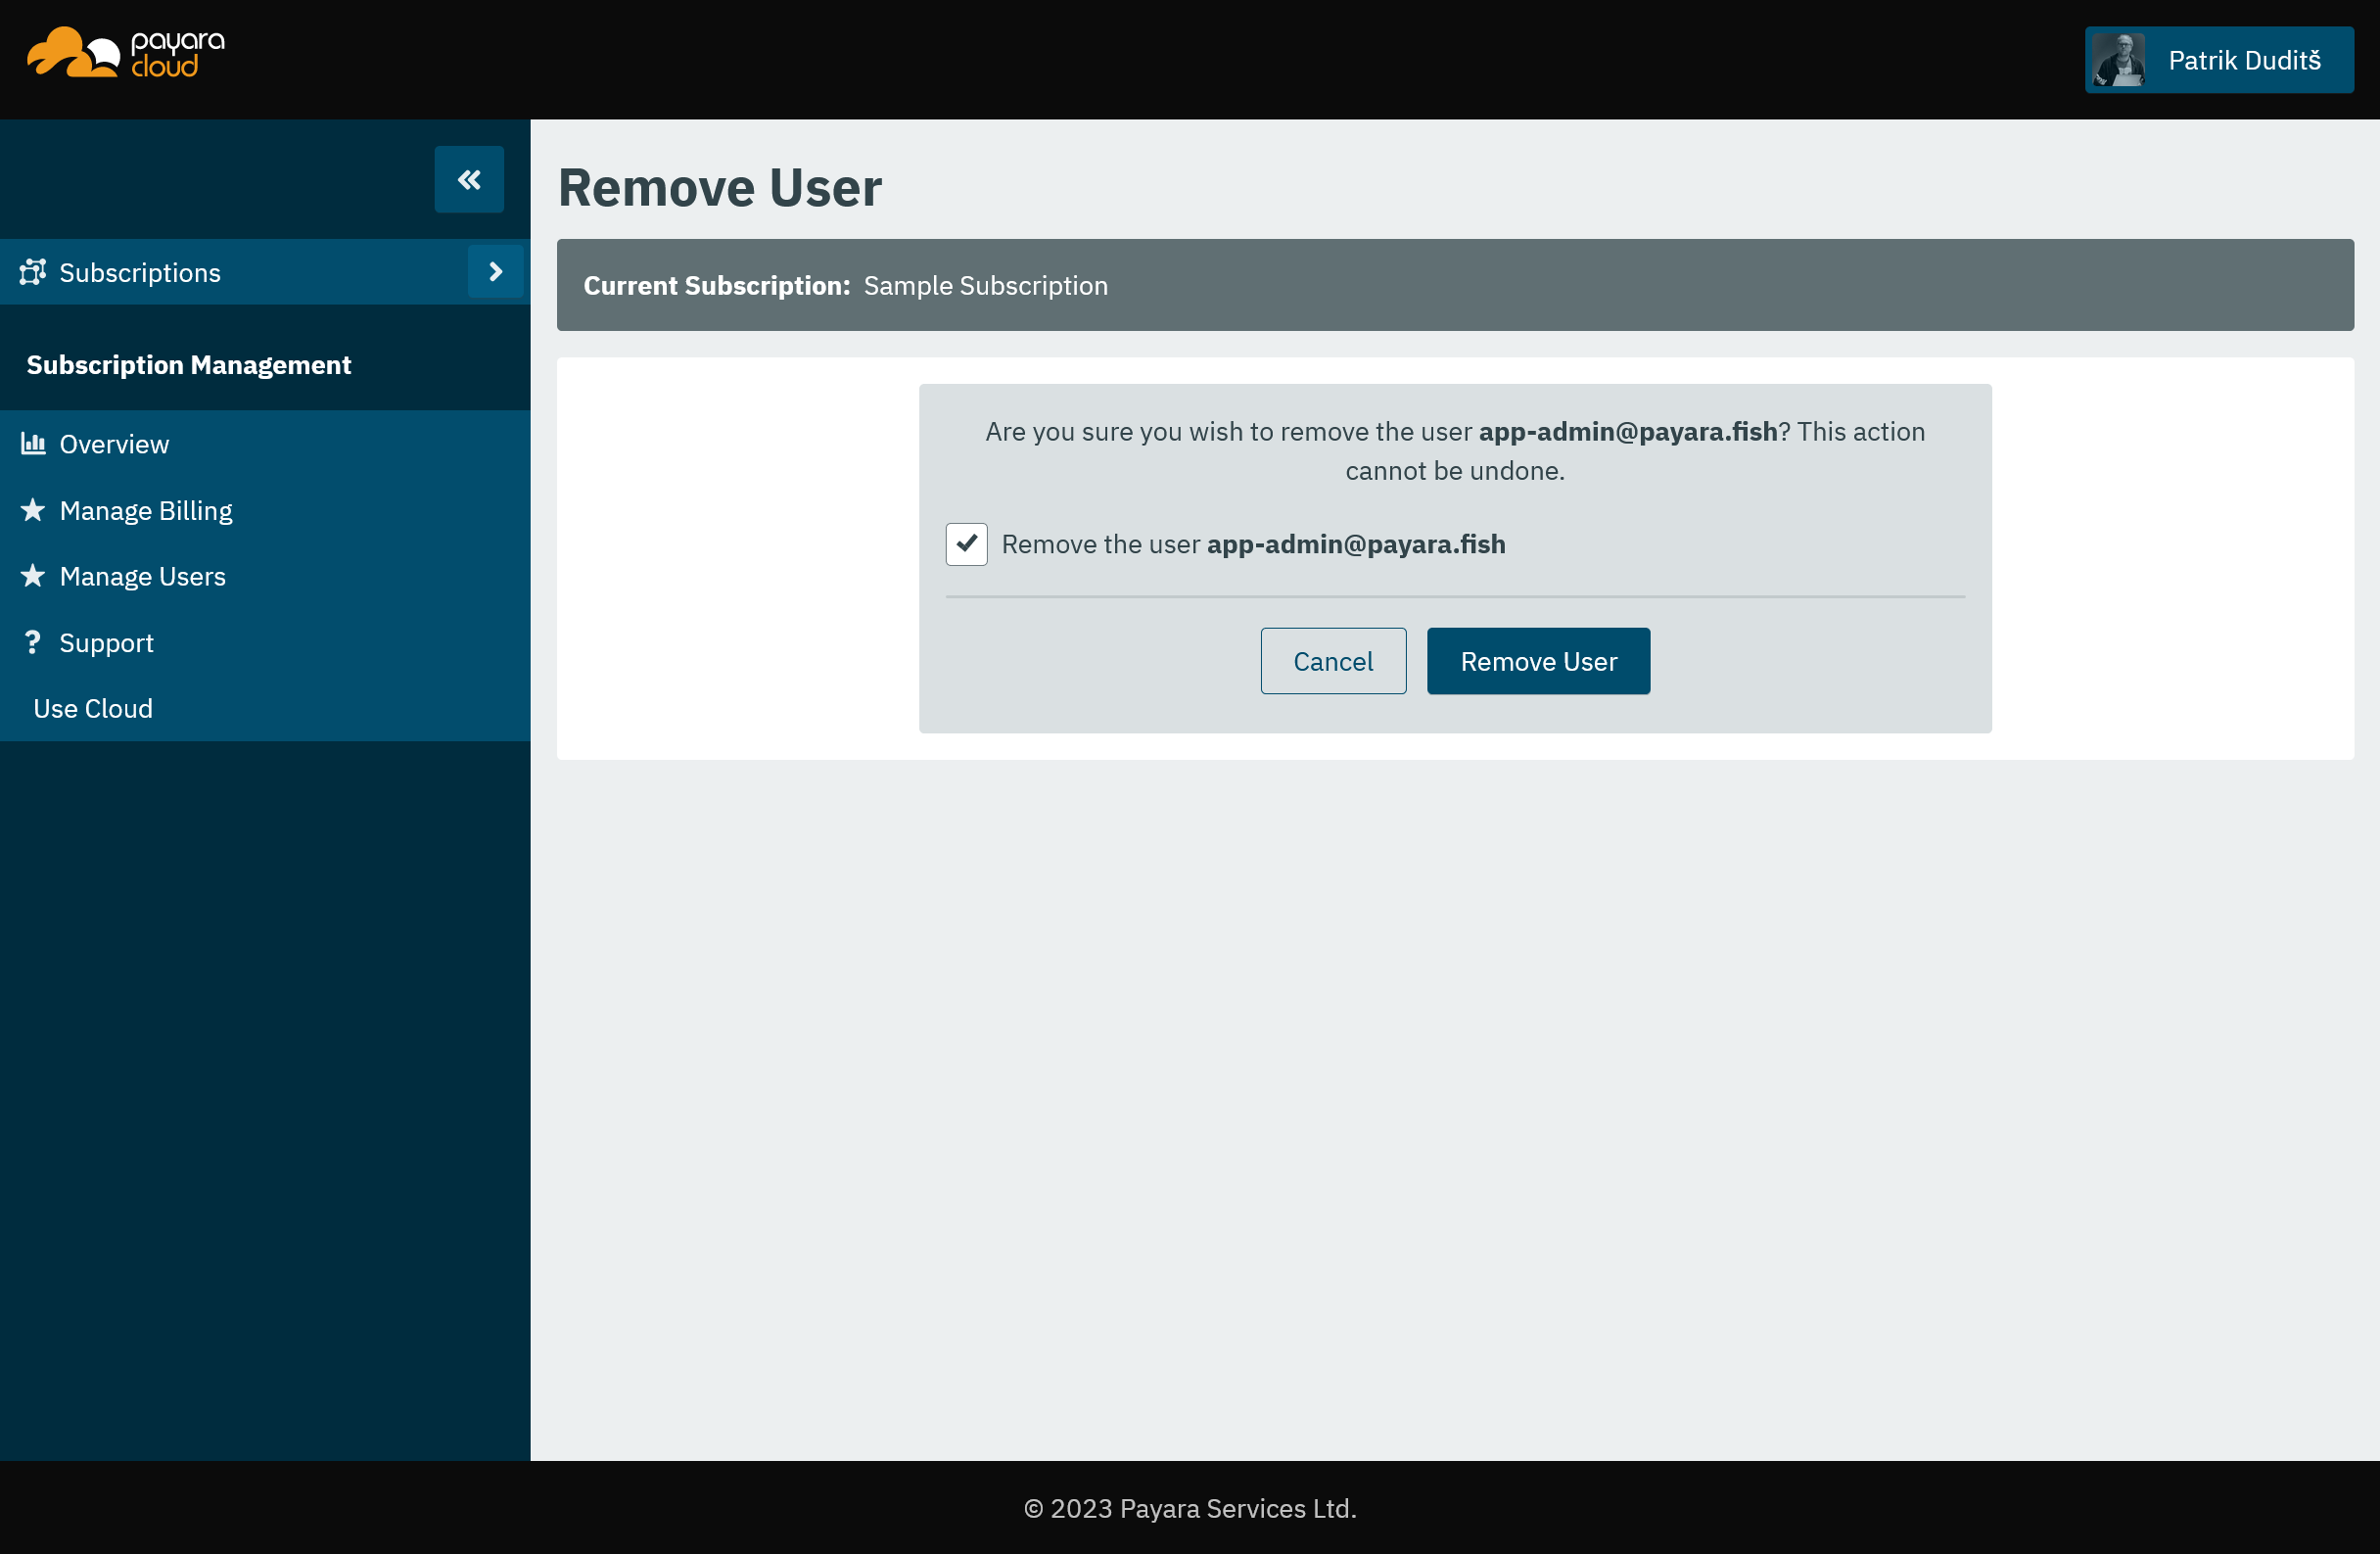 payara
cloud
Patrik Duditš
Subscriptions
Subscription Management
Overview
Manage Billing
Manage Users
Support
Use Cloud
Remove User
Current Subscription: Sample Subscription
Are you sure you wish to remove the user app-admin@payara.fish? This action
cannot be undone.
Remove the user app-admin@payara.fish
Cancel
Remove User
© 2023 Payara Services Ltd.